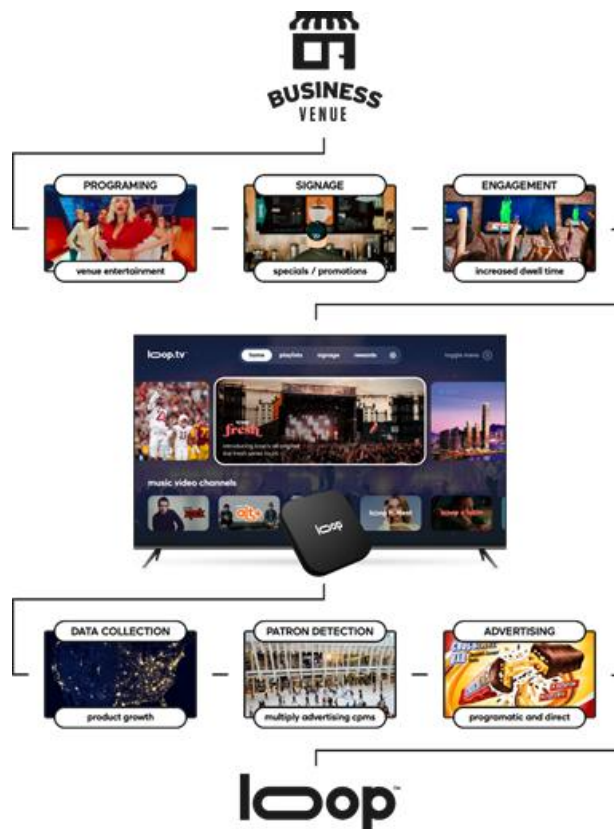 BUSINESS
VENUE
PROGRAMING
SIGNAGE
ENGAGEMENT
venue entertainment
specials / promotions
increased dwell time
loop.tv
home
playlists
signage
rewards
toggle menu
fresh
music video channels
loop
DATA COLLECTION
PATRON DETECTION
ADVERTISING
product growth
multiply advertising cpms
programatic and direct
loop™